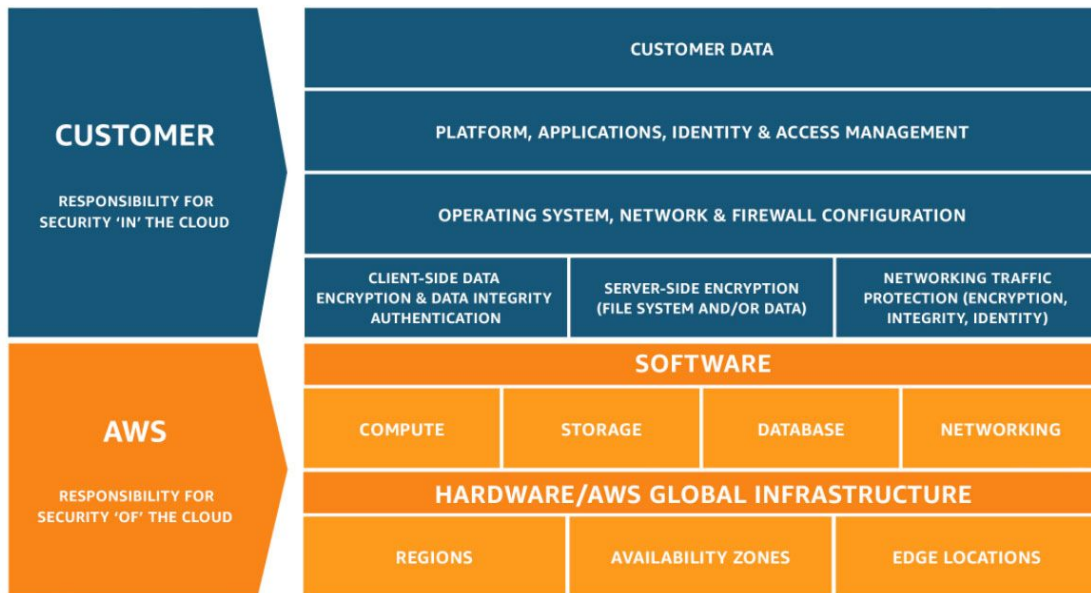 CUSTOMER
RESPONSIBILITY FOR
SECURITY ‘IN’ THE CLOUD
CUSTOMER DATA
PLATFORM, APPLICATIONS, IDENTITY & ACCESS MANAGEMENT
OPERATING SYSTEM, NETWORK & FIREWALL CONFIGURATION
CLIENT-SIDE DATA
ENCRYPTION & DATA INTEGRITY
AUTHENTICATION
SERVER-SIDE ENCRYPTION
(FILE SYSTEM AND/OR DATA)
NETWORKING TRAFFIC
PROTECTION (ENCRYPTION,
INTEGRITY, IDENTITY)
AWS
RESPONSIBILITY FOR
SECURITY ‘OF’ THE CLOUD
SOFTWARE
COMPUTE
STORAGE
DATABASE
NETWORKING
HARDWARE/AWS GLOBAL INFRASTRUCTURE
REGIONS
AVAILABILITY ZONES
EDGE LOCATIONS